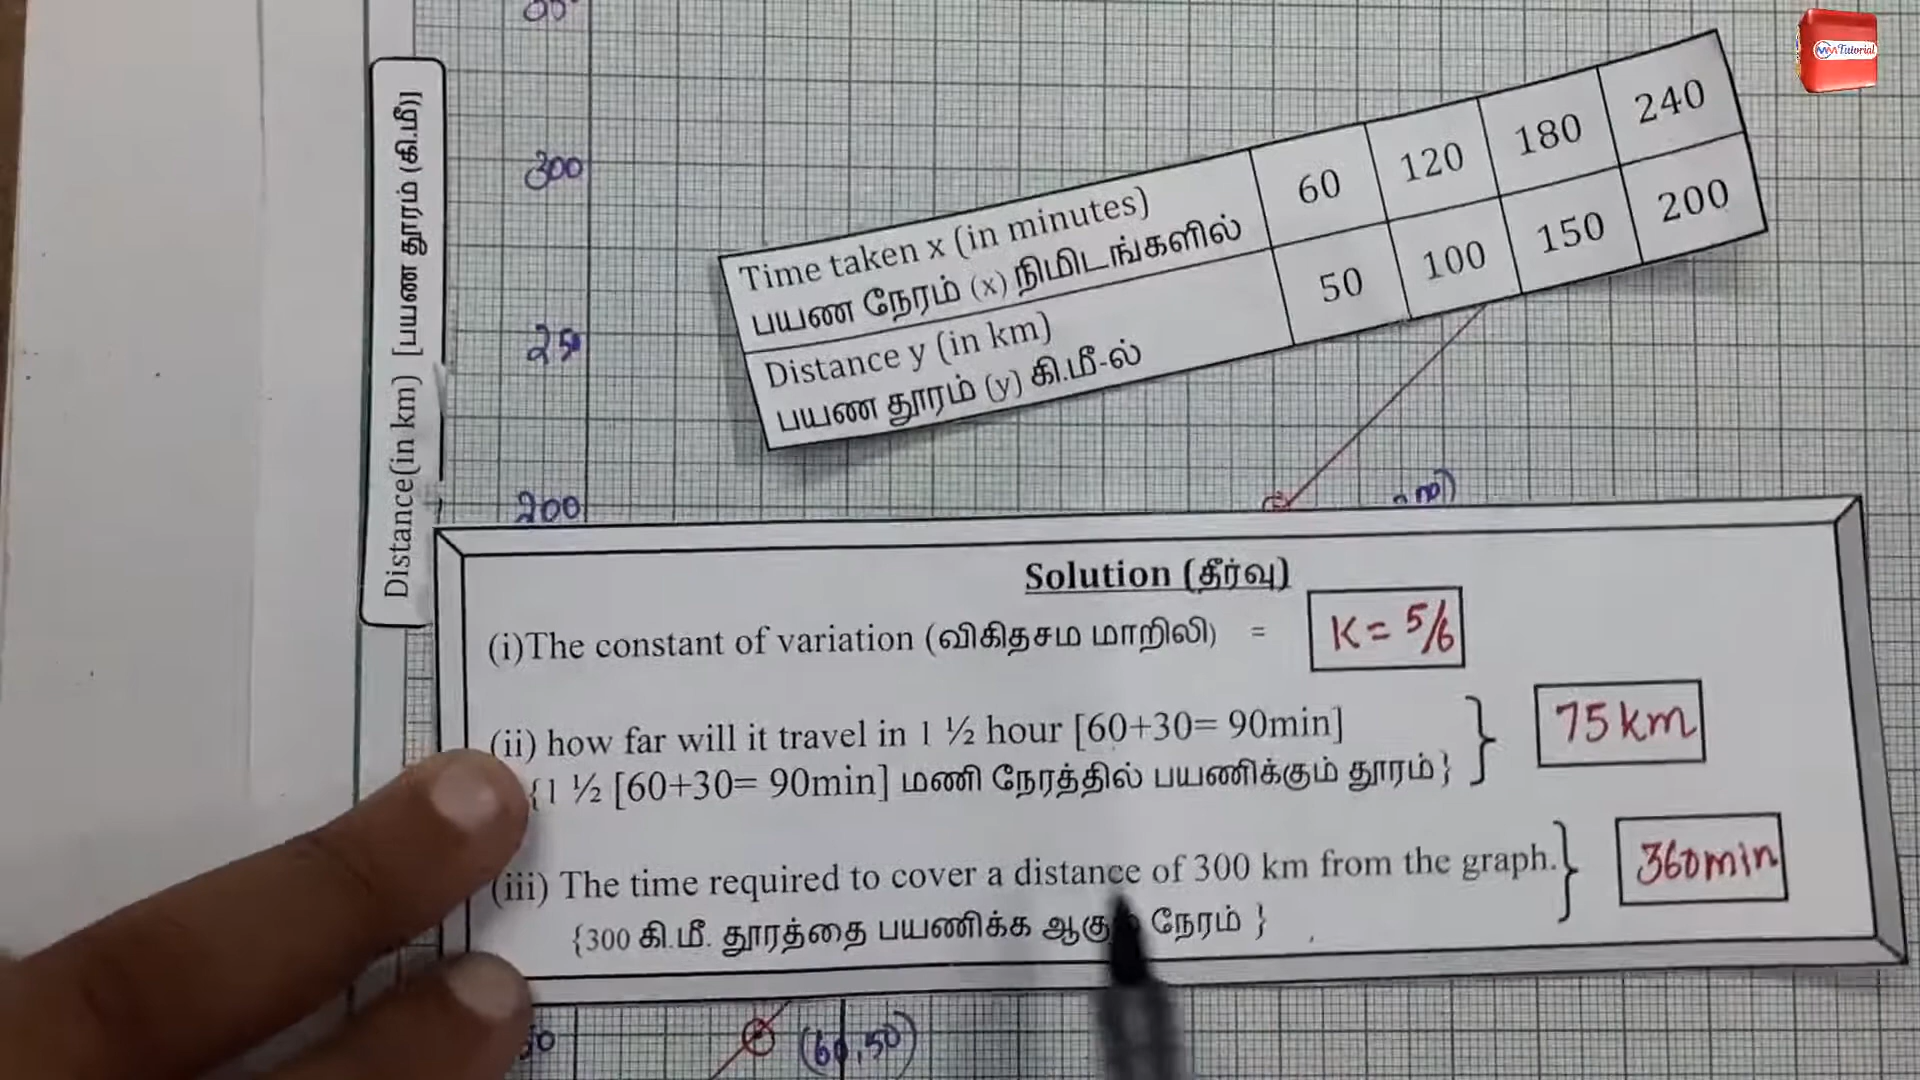 Tutorial
Distance(in km) [பயண தூரம் (கி.மீ)]
300
250
200
Time taken x (in minutes)
பயண நேரம் (x) நிமிடங்களில்
60 120 180 240
Distance y (in km)
பயண தூரம் (y) கி.மீ-ல்
50 100 150 200
Solution (தீர்வு)
(i)The constant of variation (விகிதசம மாறிலி) = K = 5/6
(ii) how far will it travel in 1 ½ hour [60+30= 90min]
{1 ½ [60+30= 90min] மணி நேரத்தில் பயணிக்கும் தூரம்}
75 km
(iii) The time required to cover a distance of 300 km from the graph.
{300 கி.மீ. தூரத்தை பயணிக்க ஆகும் நேரம் }
360min
(60,50)